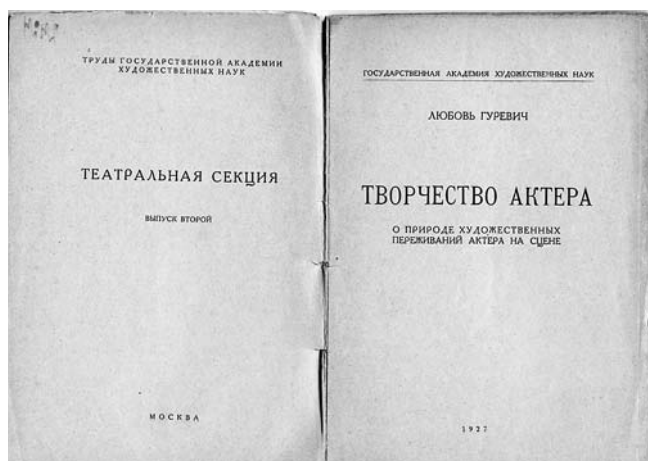 ТРУДЫ ГОСУДАРСТВЕННОЙ АКАДЕМИИ
ХУДОЖЕСТВЕННЫХ НАУК
ТЕАТРАЛЬНАЯ СЕКЦИЯ
ВЫПУСК ВТОРОЙ
МОСКВА
ГОСУДАРСТВЕННАЯ АКАДЕМИЯ ХУДОЖЕСТВЕННЫХ НАУК
ЛЮБОВЬ ГУРЕВИЧ
ТВОРЧЕСТВО АКТЕРА
О ПРИРОДЕ ХУДОЖЕСТВЕННЫХ
ПЕРЕЖИВАНИЙ АКТЕРА НА СЦЕНЕ
1927